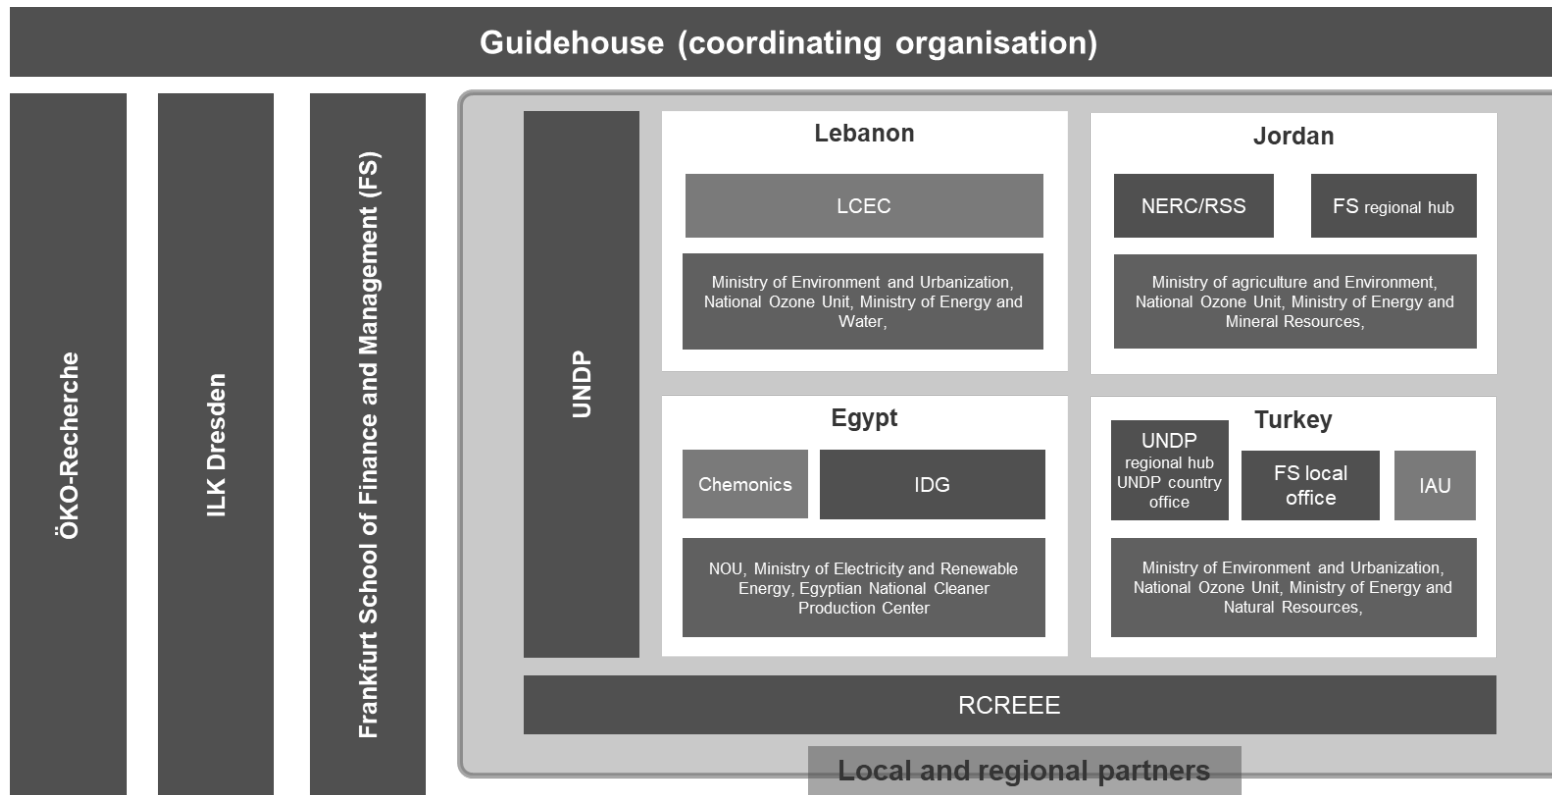 Guidehouse (coordinating organisation)
ÖKO-Recherche
ILK Dresden
Frankfurt School of Finance and Management (FS)
UNDP
Lebanon
LCEC
Ministry of Environment and Urbanization,
National Ozone Unit, Ministry of Energy and
Water,
Jordan
NERC/RSS
FS regional hub
Ministry of agriculture and Environment,
National Ozone Unit, Ministry of Energy and
Mineral Resources,
Egypt
Chemonics
IDG
NOU, Ministry of Electricity and Renewable
Energy, Egyptian National Cleaner
Production Center
Turkey
UNDP
regional hub
UNDP country
office
FS local
office
IAU
Ministry of Environment and Urbanization,
National Ozone Unit, Ministry of Energy and
Natural Resources,
RCREEE
Local and regional partners